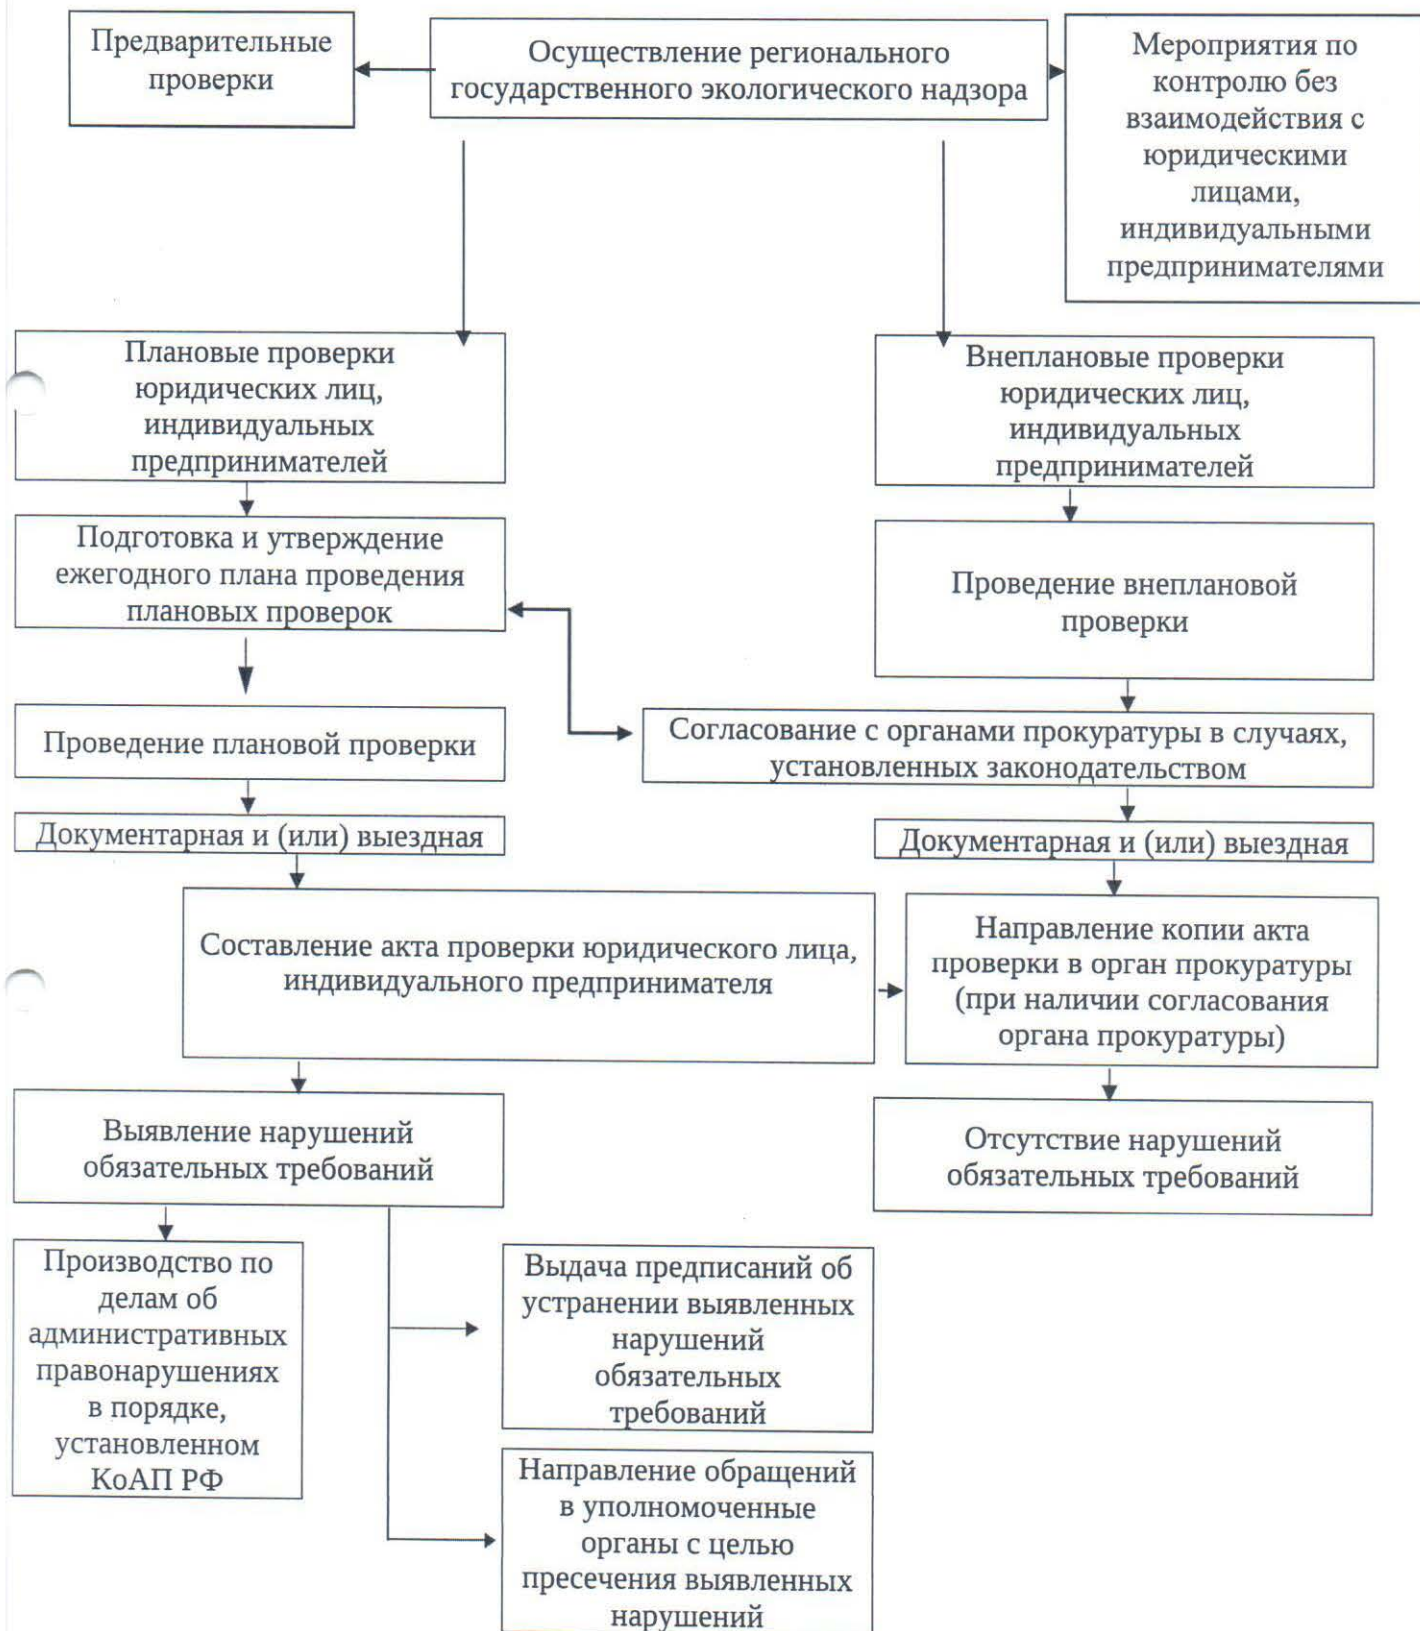 Предварительные
проверки
Осуществление регионального
государственного экологического надзора
Мероприятия по
контролю без
взаимодействия с
юридическими
лицами,
индивидуальными
предпринимателями
Плановые проверки
юридических лиц,
индивидуальных
предпринимателей
Внеплановые проверки
юридических лиц,
индивидуальных
предпринимателей
Подготовка и утверждение
ежегодного плана проведения
плановых проверок
Проведение внеплановой
проверки
Проведение плановой проверки
Согласование с органами прокуратуры в случаях,
установленных законодательством
Документарная и (или) выездная
Документарная и (или) выездная
Составление акта проверки юридического лица,
индивидуального предпринимателя
Направление копии акта
проверки в орган прокуратуры
(при наличии согласования
органа прокуратуры)
Выявление нарушений
обязательных требований
Отсутствие нарушений
обязательных требований
Производство по
делам об
административных
правонарушениях
в порядке,
установленном
КоАП РФ
Выдача предписаний об
устранении выявленных
нарушений
обязательных
требований
Направление обращений
в уполномоченные
органы с целью
пресечения выявленных
нарушений